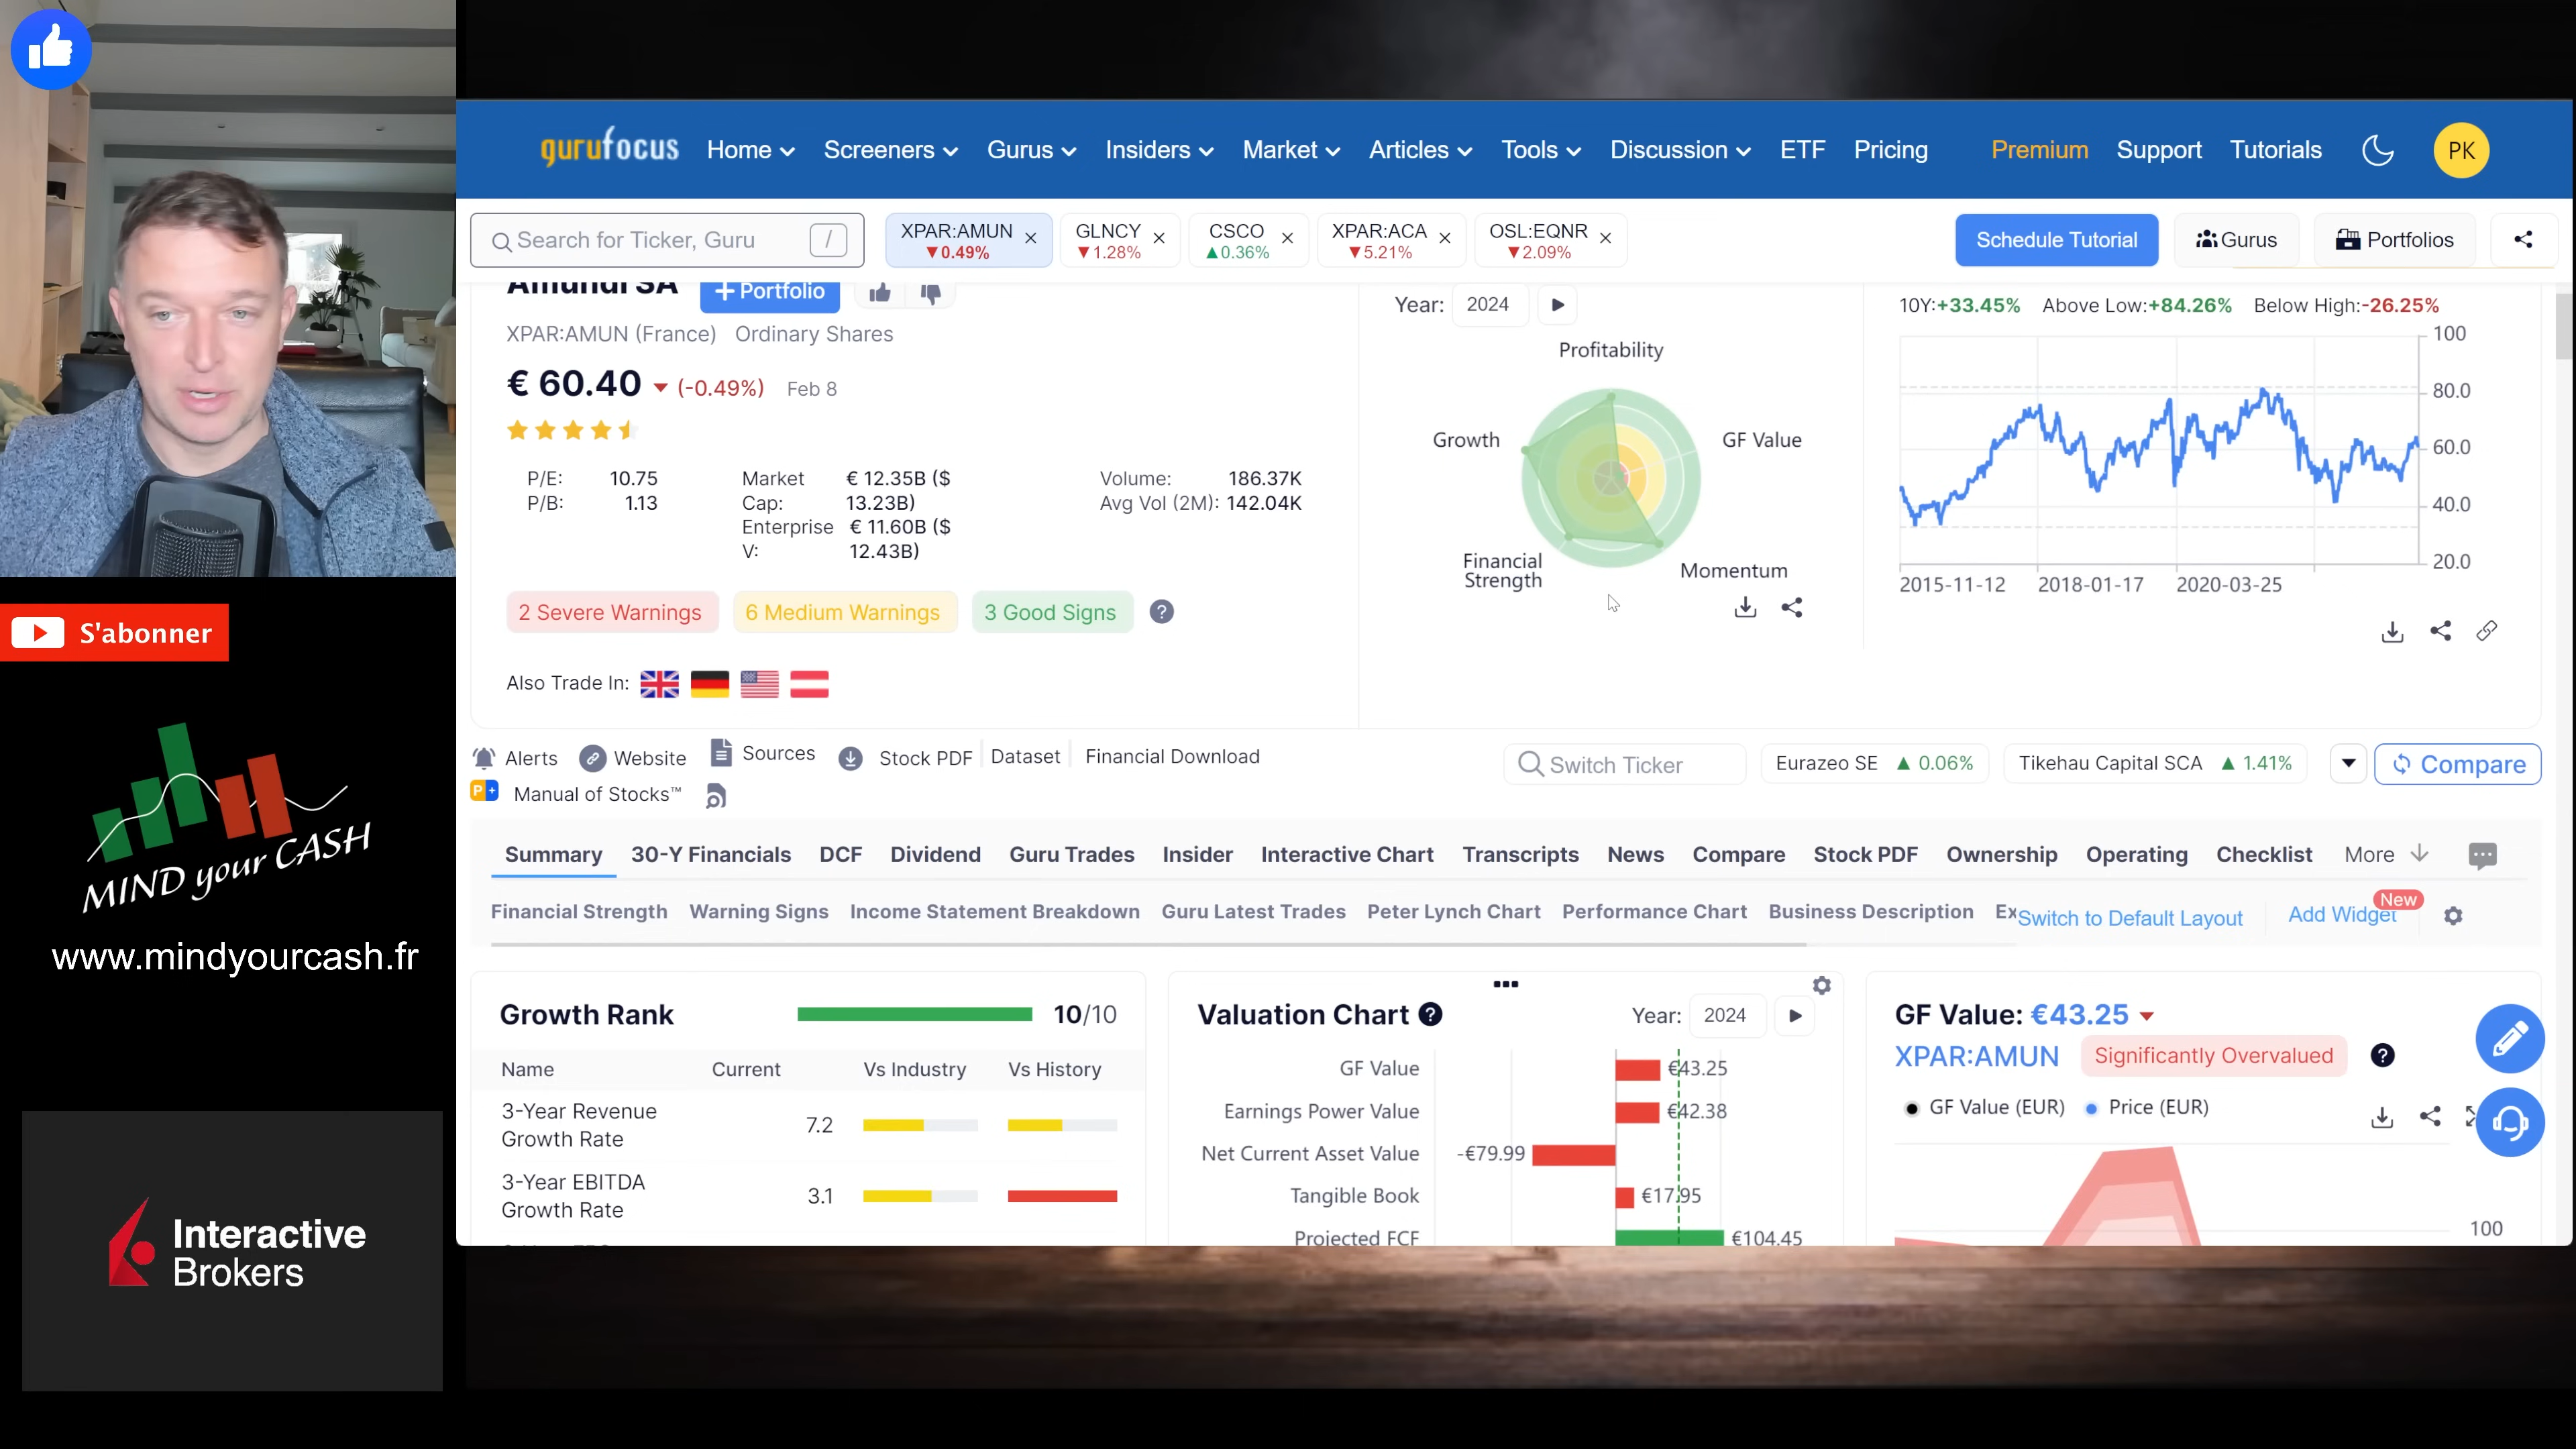 gurufocus Home Screeners Gurus Insiders Market Articles Tools Discussion ETF Pricing Premium Support Tutorials PK
Search for Ticker, Guru /
XPAR:AMUN
▼0.49%
GLNCY
▼1.28%
CSCO
▲0.36%
XPAR:ACA
▼5.21%
OSL:EQNR
▼2.09%
Schedule Tutorial
Gurus
Portfolios
Amundi SA
+ Portfolio
XPAR:AMUN (France) Ordinary Shares
€ 60.40 ▼ (-0.49%) Feb 8
P/E: 10.75
P/B: 1.13
Market Cap: € 12.35B ($ 13.23B)
Enterprise V: € 11.60B ($ 12.43B)
Volume: 186.37K
Avg Vol (2M): 142.04K
2 Severe Warnings
6 Medium Warnings
3 Good Signs ?
Also Trade In:
Year: 2024
Profitability
GF Value
Momentum
Financial Strength
Growth
10Y:+33.45% Above Low:+84.26% Below High:-26.25%
100
80.0
60.0
40.0
20.0
2015-11-12 2018-01-17 2020-03-25
Alerts Website Sources Stock PDF Dataset Financial Download
P+ Manual of Stocks™
Switch Ticker
Eurazeo SE ▲ 0.06%
Tikehau Capital SCA ▲ 1.41%
Compare
Summary 30-Y Financials DCF Dividend Guru Trades Insider Interactive Chart Transcripts News Compare Stock PDF Ownership Operating Checklist More
Financial Strength Warning Signs Income Statement Breakdown Guru Latest Trades Peter Lynch Chart Performance Chart Business Description Ex
Switch to Default Layout
Add Widget
New
Growth Rank 10/10
Name Current Vs Industry Vs History
3-Year Revenue Growth Rate 7.2
3-Year EBITDA Growth Rate 3.1
Valuation Chart ?
Year: 2024
GF Value €43.25
Earnings Power Value €42.38
Net Current Asset Value -€79.99
Tangible Book €17.95
Projected FCF €104.45
GF Value: €43.25 ▼
XPAR:AMUN Significantly Overvalued ?
GF Value (EUR) Price (EUR)
100
S'abonner
MIND your CASH
www.mindyourcash.fr
Interactive
Brokers